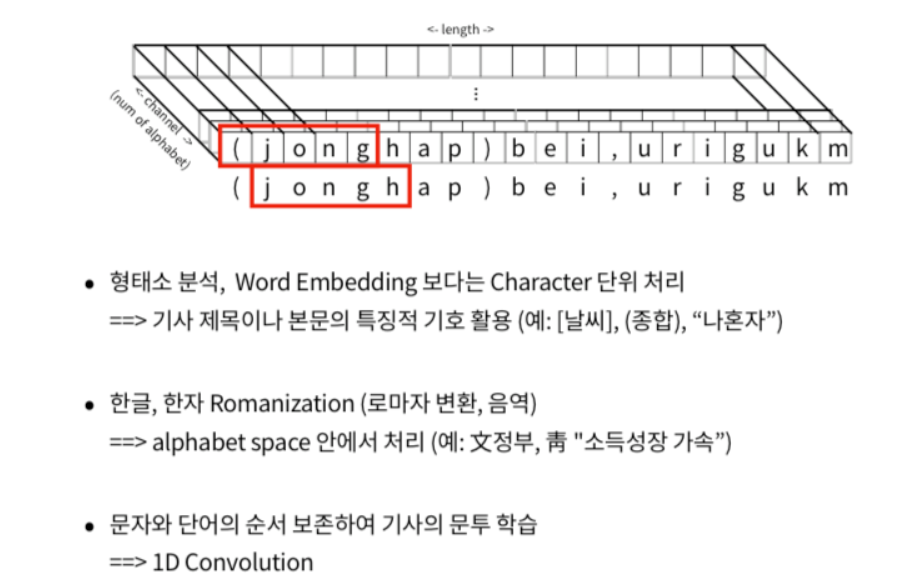 <- length ->
<- channel ->
(num of alphabet)
⋮
( j o n g h a p ) b e i , u r i g u k m
( j o n g h a p ) b e i , u r i g u k m
• 형태소 분석, Word Embedding 보다는 Character 단위 처리
==> 기사 제목이나 본문의 특징적 기호 활용 (예: [날씨], (종합), “나혼자”)
• 한글, 한자 Romanization (로마자 변환, 음역)
==> alphabet space 안에서 처리 (예: 文정부, 靑 "소득성장 가속”)
• 문자와 단어의 순서 보존하여 기사의 문투 학습
==> 1D Convolution